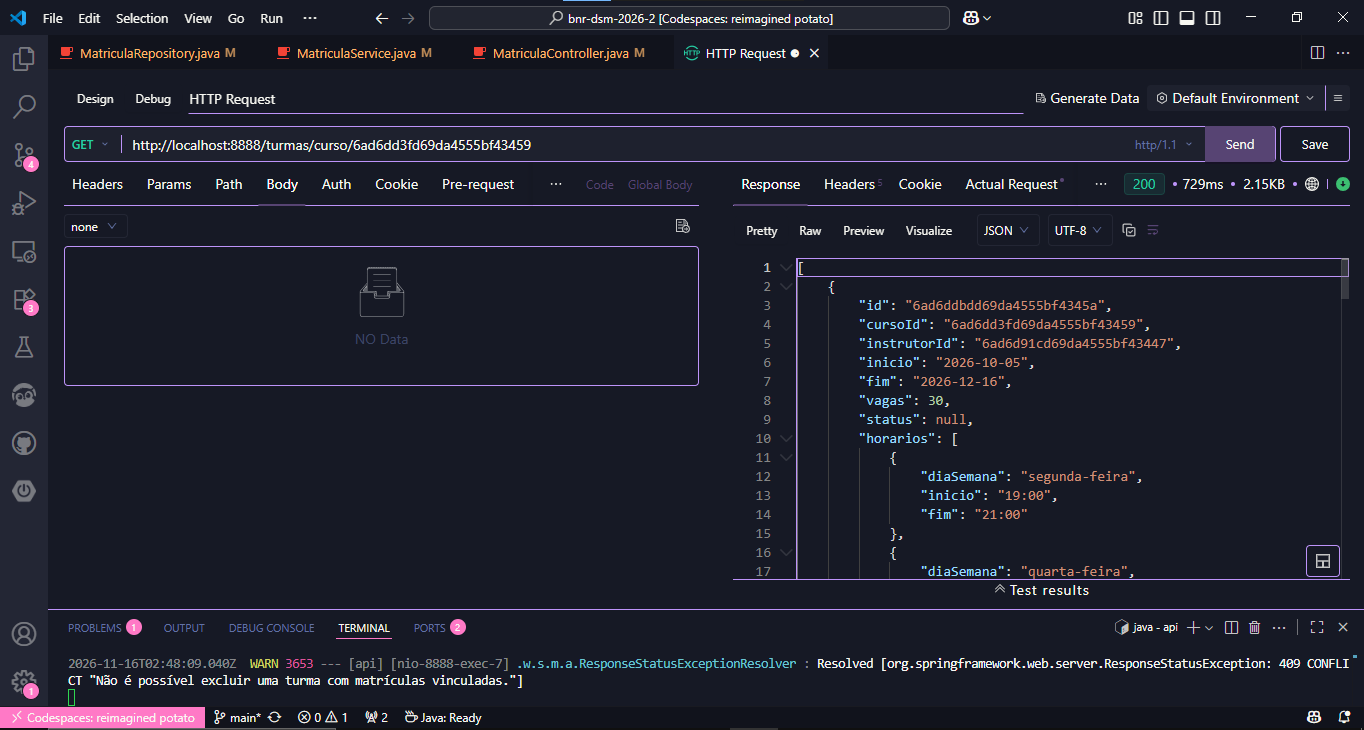 File Edit Selection View Go Run ··· bnr-dsm-2026-2 [Codespaces: reimagined potato]
MatriculaRepository.java M MatriculaService.java M MatriculaController.java M HTTP HTTP Request
Design Debug HTTP Request Generate Data Default Environment
GET http://localhost:8888/turmas/curso/6ad6dd3fd69da4555bf43459 http/1.1 Send Save
Headers Params Path Body Auth Cookie Pre-request ··· Code Global Body
Response Headers 5 Cookie Actual Request ··· 200 • 729ms • 2.15KB •
none
NO Data
Pretty Raw Preview Visualize JSON UTF-8
1 [
2 {
3 "id": "6ad6ddbdd69da4555bf4345a",
4 "cursoId": "6ad6dd3fd69da4555bf43459",
5 "instrutorId": "6ad6d91cd69da4555bf43447",
6 "inicio": "2026-10-05",
7 "fim": "2026-12-16",
8 "vagas": 30,
9 "status": null,
10 "horarios": [
11 {
12 "diaSemana": "segunda-feira",
13 "inicio": "19:00",
14 "fim": "21:00"
15 },
16 {
17 "diaSemana": "quarta-feira",
Test results
4
3
1
PROBLEMS 1 OUTPUT DEBUG CONSOLE TERMINAL PORTS 2 java - api
2026-11-16T02:48:09.040Z WARN 3653 --- [api] [nio-8888-exec-7] .w.s.m.a.ResponseStatusExceptionResolver : Resolved [org.springframework.web.server.ResponseStatusException: 409 CONFLI
CT "Não é possível excluir uma turma com matrículas vinculadas."]
Codespaces: reimagined potato main* 0 1 2 Java: Ready